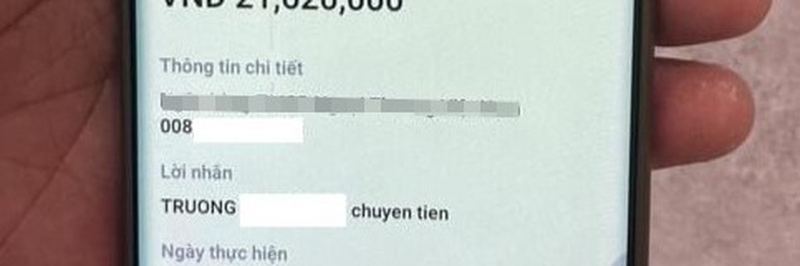 VND 21,020,000
Thông tin chi tiết
008
Lời nhắn
TRUONG chuyen tien
Ngày thực hiện